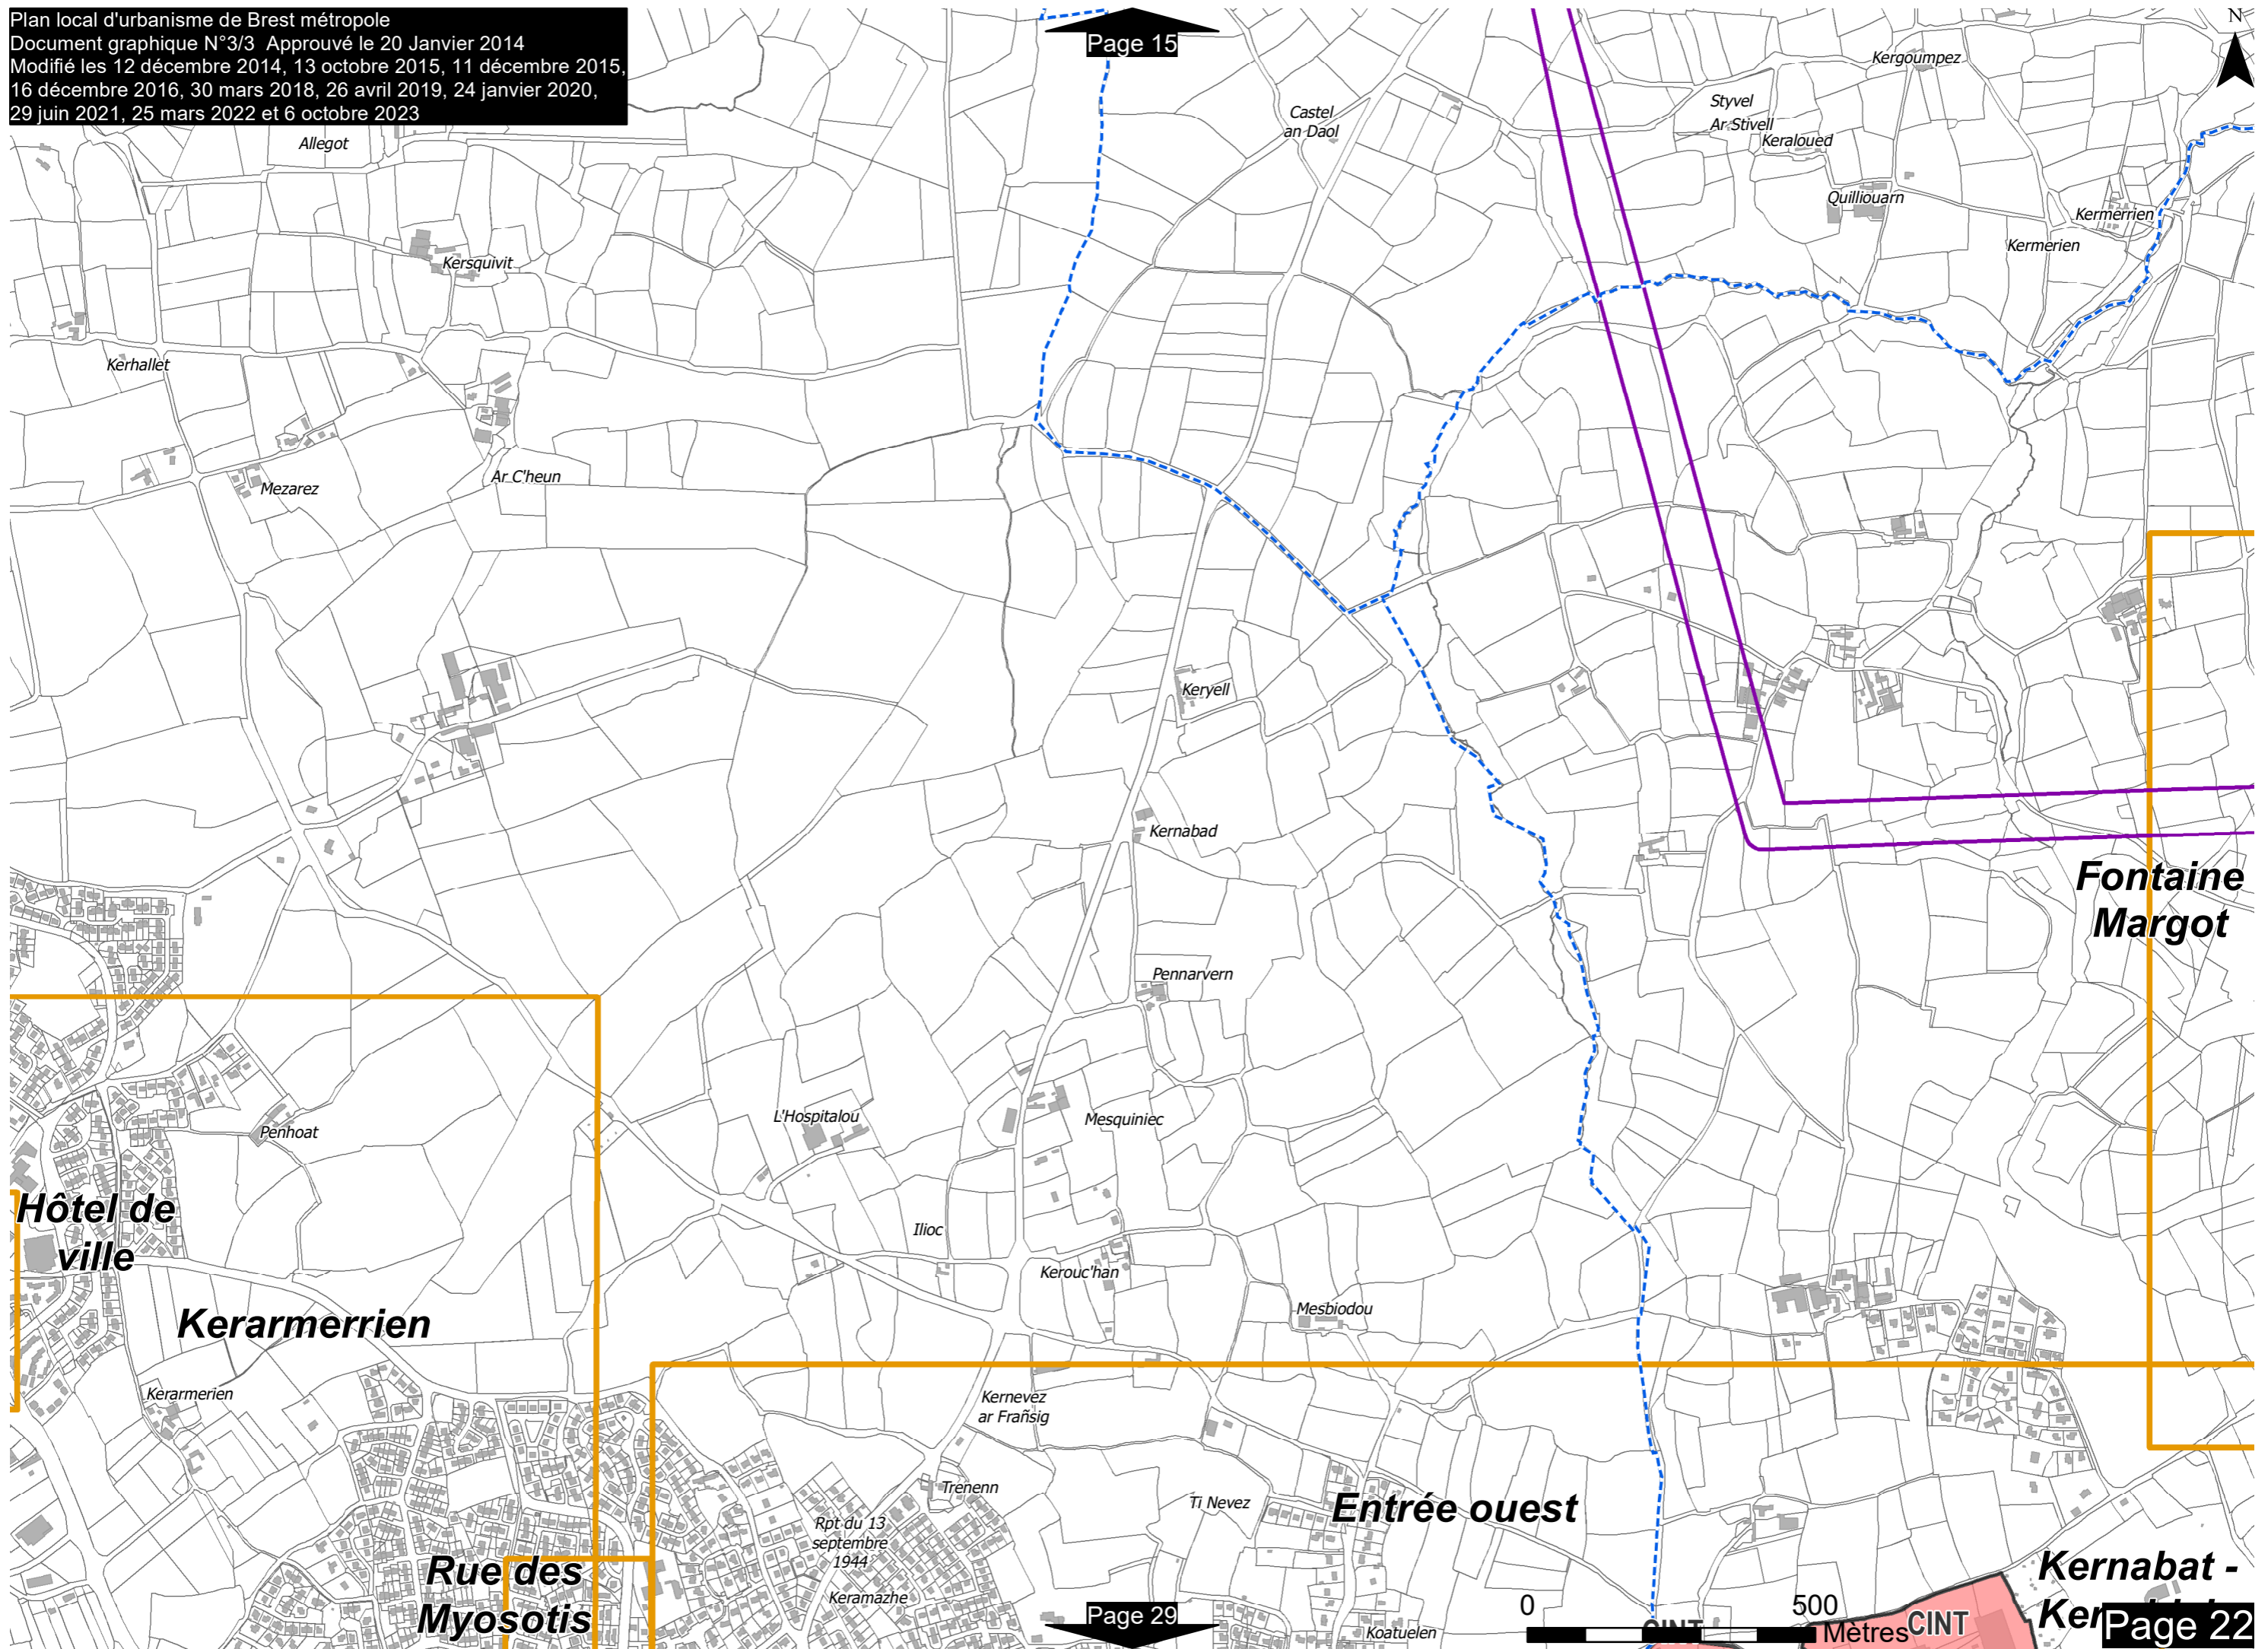 Plan local d'urbanisme de Brest métropole
Document graphique N°3/3 Approuvé le 20 Janvier 2014
Modifié les 12 décembre 2014, 13 octobre 2015, 11 décembre 2015,
16 décembre 2016, 30 mars 2018, 26 avril 2019, 24 janvier 2020,
29 juin 2021, 25 mars 2022 et 6 octobre 2023
Page 15
N
Kergoumpez
Styvel
Ar Stivell
Keraloued
Castel
an Daol
Allegot
Quilliouarn
Kermerrien
Kermerien
Kersquivit
Kerhallet
Ar C'heun
Mezarez
Keryell
Kernabad
Fontaine
Margot
Pennarvern
L'Hospitalou
Mesquiniec
Penhoat
Hôtel de
ville
Ilioc
Kerouc'han
Mesbiodou
Kerarmerrien
Kerarmerien
Kernevez
ar Frañsig
Trenenn
Ti Nevez
Entrée ouest
Rpt du 13
septembre
1944
Keramazhe
Rue des
Myosotis
Kernabat -
Page 29
Koatuelen
0 500
Mètres
CINT
CINT
Page 22